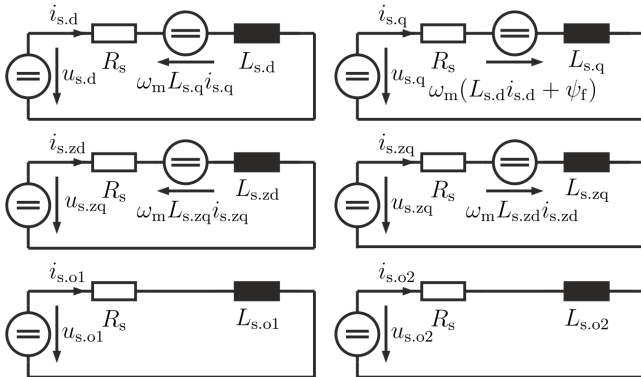 i_s.d
u_s.d
R_s
L_s.d
ω_m L_s.q i_s.q
i_s.q
u_s.q
R_s
L_s.q
ω_m(L_s.d i_s.d + ψ_f)
i_s.zd
u_s.zq
R_s
L_s.zd
ω_m L_s.zq i_s.zq
i_s.zq
u_s.zq
R_s
L_s.zq
ω_m L_s.zd i_s.zd
i_s.o1
u_s.o1
R_s
L_s.o1
i_s.o2
u_s.o2
R_s
L_s.o2